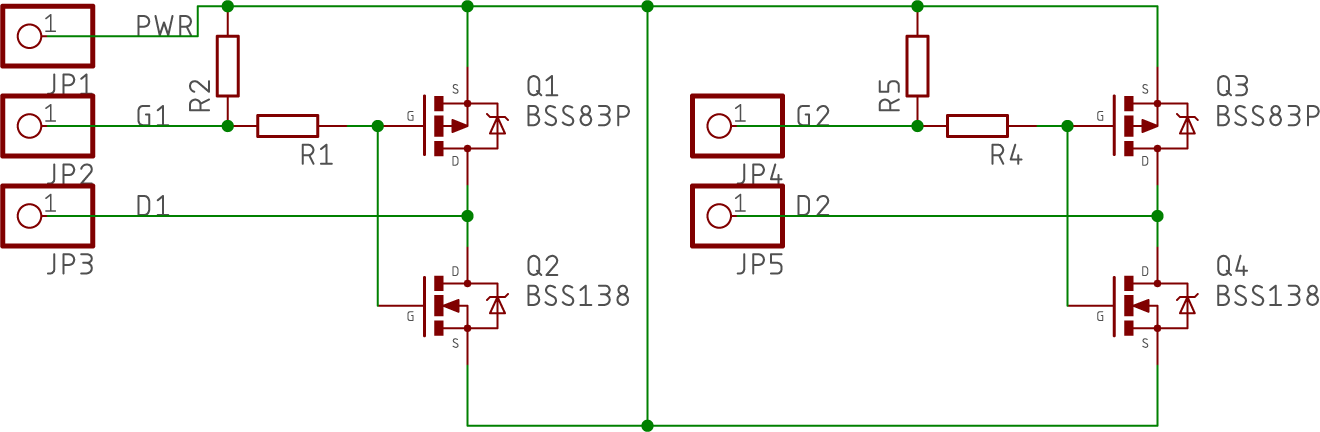 1
PWR
JP1
1
G1
R2
R1
JP2
1
D1
JP3
S
G
D
Q1
BSS83P
D
G
S
Q2
BSS138
R5
1
G2
R4
JP4
1
D2
JP5
S
G
D
Q3
BSS83P
D
G
S
Q4
BSS138